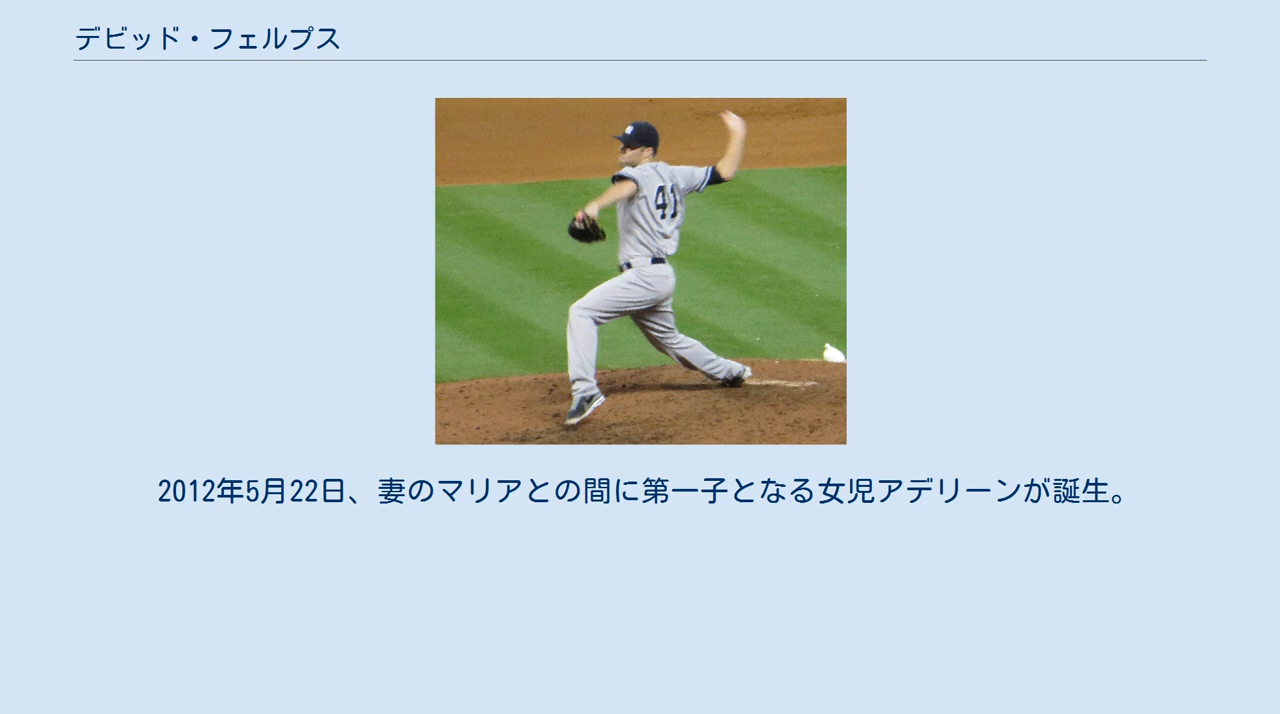 デビッド・フェルプス
41
2012年5月22日、妻のマリアとの間に第一子となる女児アデリーンが誕生。